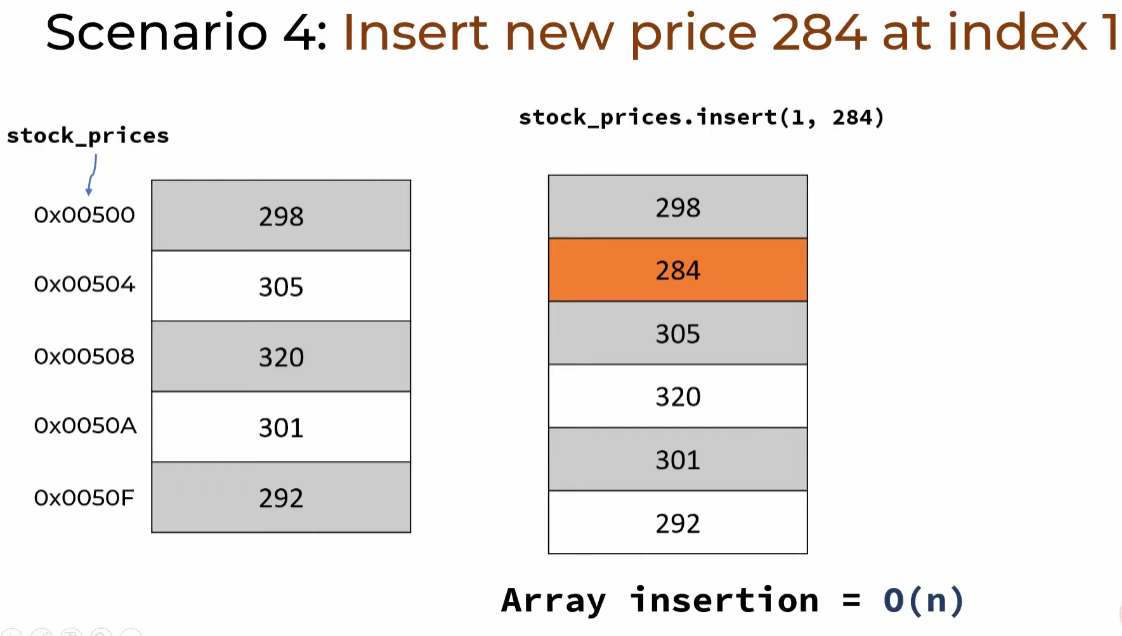 Scenario 4: Insert new price 284 at index 1
stock_prices
0x00500 298
0x00504 305
0x00508 320
0x0050A 301
0x0050F 292
stock_prices.insert(1, 284)
298
284
305
320
301
292
Array insertion = O(n)